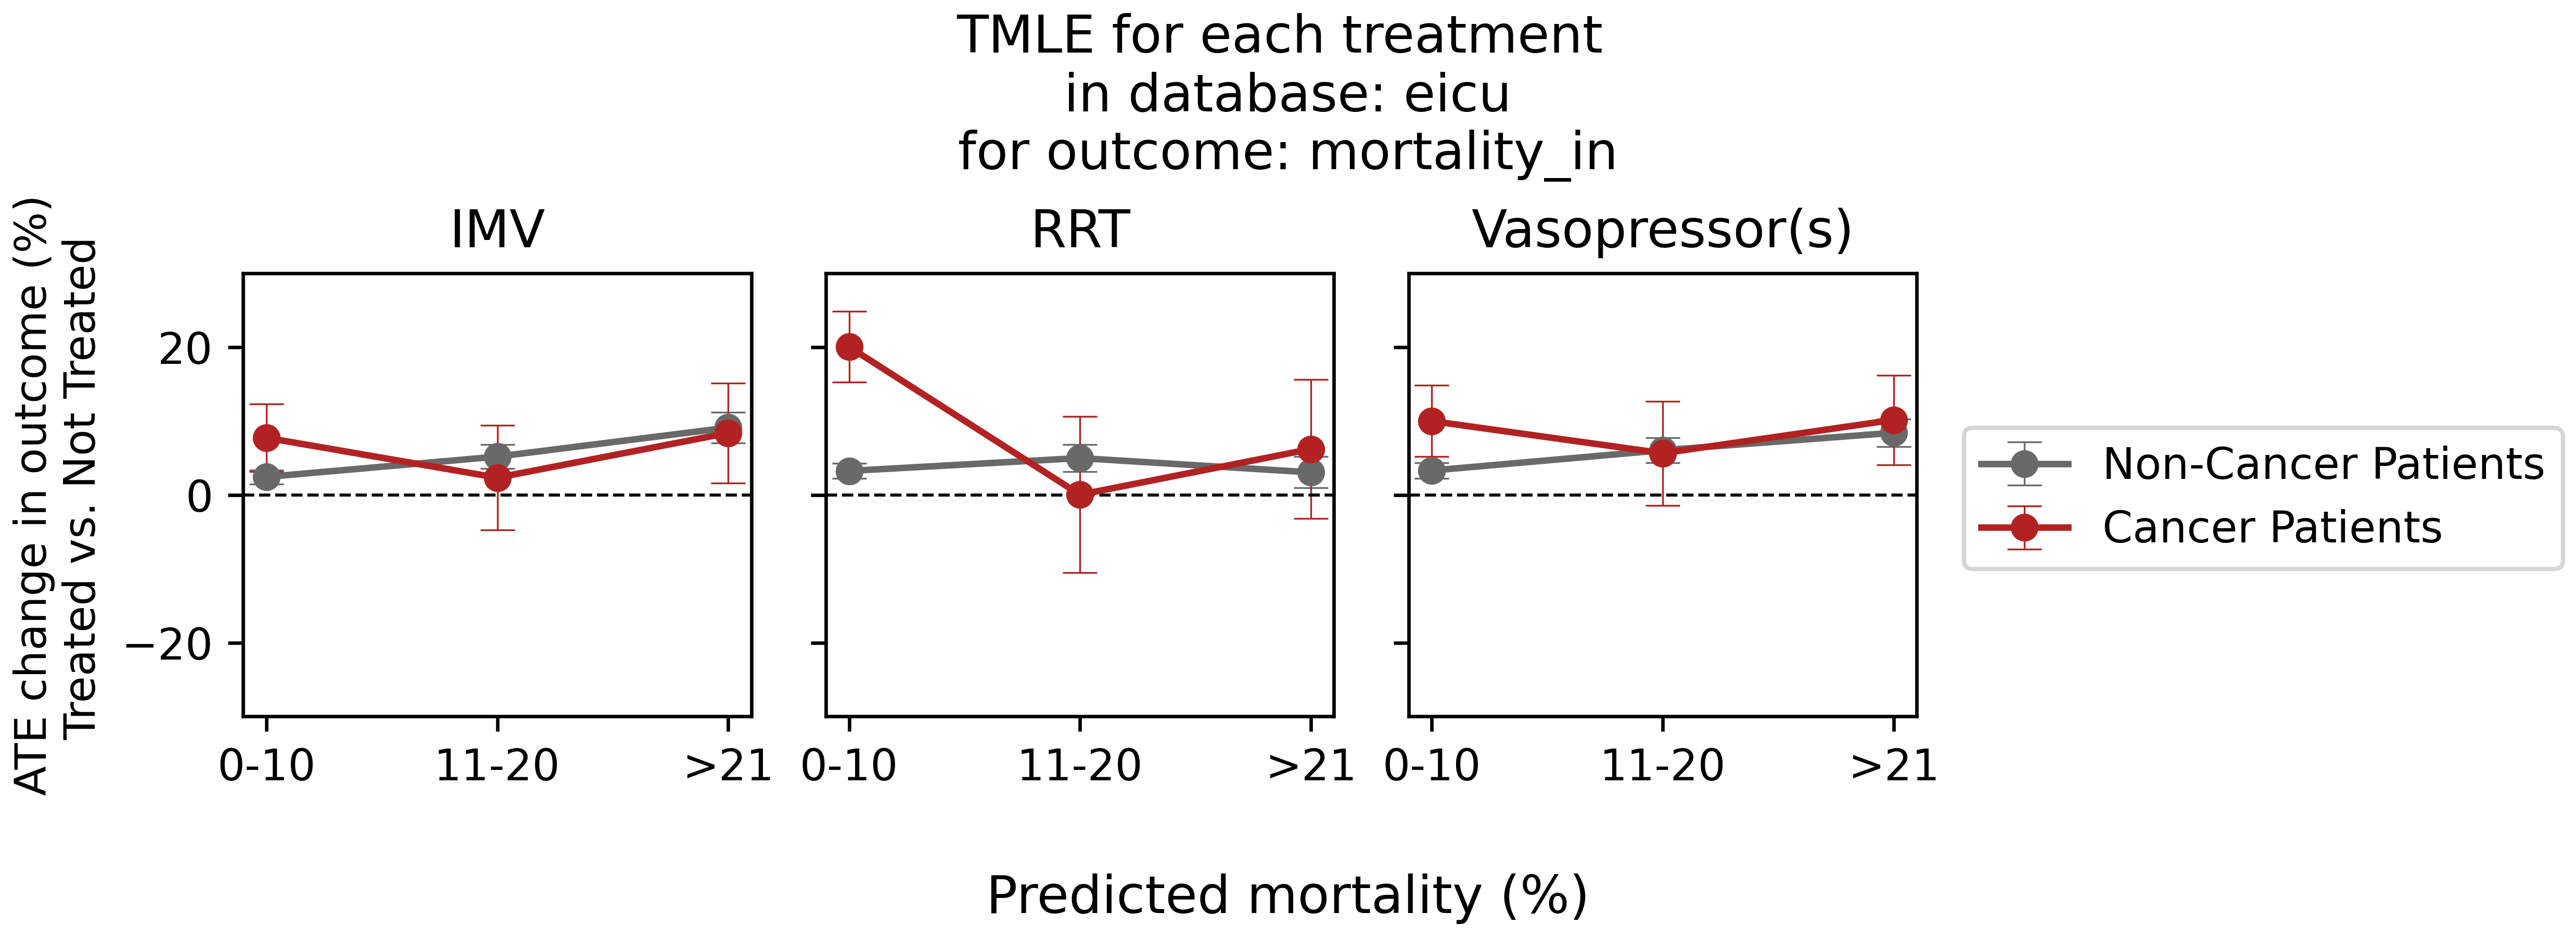 TMLE for each treatment
in database: eicu
for outcome: mortality_in
ATE change in outcome (%)
Treated vs. Not Treated
IMV
RRT
Vasopressor(s)
20
0
−20
0-10
11-20
>21
0-10
11-20
>21
0-10
11-20
>21
Non-Cancer Patients
Cancer Patients
Predicted mortality (%)